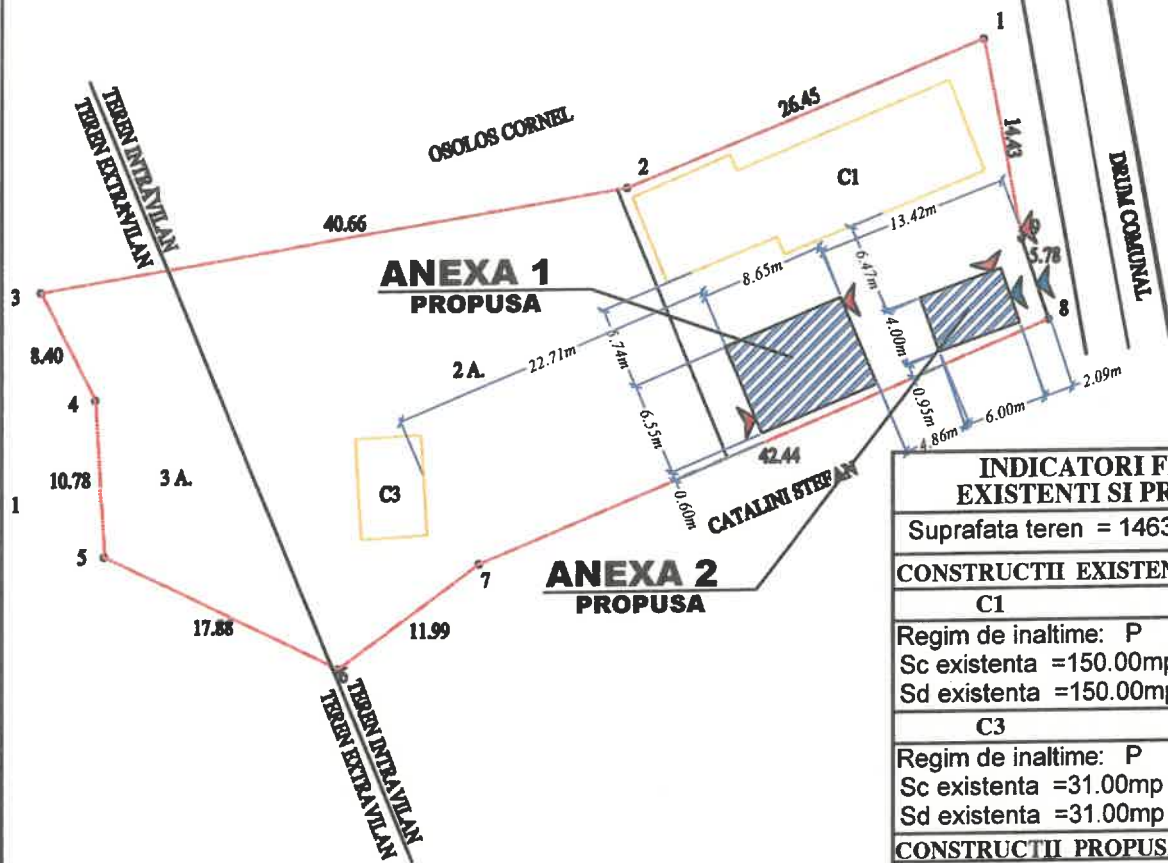 1
26.45
14.43
DRUM COMUNAL
TEREN INTRAVILAN
TEREN EXTRAVILAN
OSOLOS CORNEL
2
C1
40.66
13.42m
9
5.78
ANEXA 1
PROPUSA
8.65m
6.47m
8
3
8.40
4
2 A.
22.71m
4.00m
0.95m
6.00m
2.09m
4.86m
6.55m
42.44
0.60m
10.78
3 A.
C3
1
5
CATALINI STEFAN
7
ANEXA 2
PROPUSA
17.88
11.99
6
TEREN INTRAVILAN
TEREN EXTRAVILAN
INDICATORI F
EXISTENTI SI PR
Suprafata teren = 1463
CONSTRUCTII EXISTEN
C1
Regim de inaltime: P
Sc existenta =150.00mp
Sd existenta =150.00mp
C3
Regim de inaltime: P
Sc existenta =31.00mp
Sd existenta =31.00mp
CONSTRUCTII PROPUS